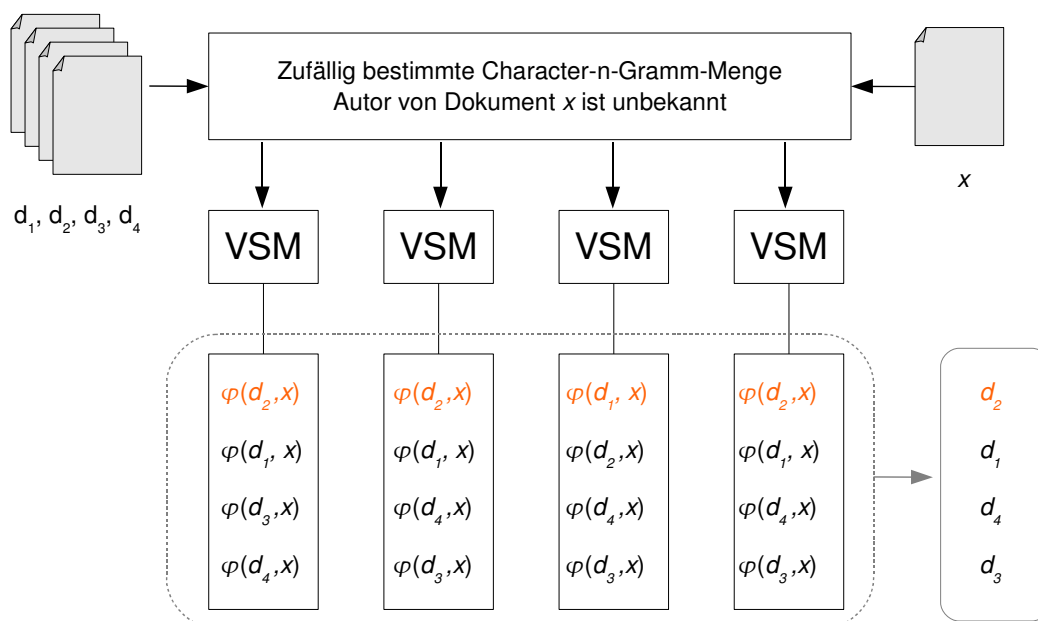 Zufällig bestimmte Character-n-Gramm-Menge
Autor von Dokument x ist unbekannt
d₁, d₂, d₃, d₄
x
VSM VSM VSM VSM
φ(d₂,x) φ(d₂,x) φ(d₁, x) φ(d₂,x) d₂
φ(d₁, x) φ(d₁, x) φ(d₂,x) φ(d₁, x) d₁
φ(d₃,x) φ(d₄,x) φ(d₄,x) φ(d₄,x) d₄
φ(d₄,x) φ(d₃,x) φ(d₃,x) φ(d₃,x) d₃